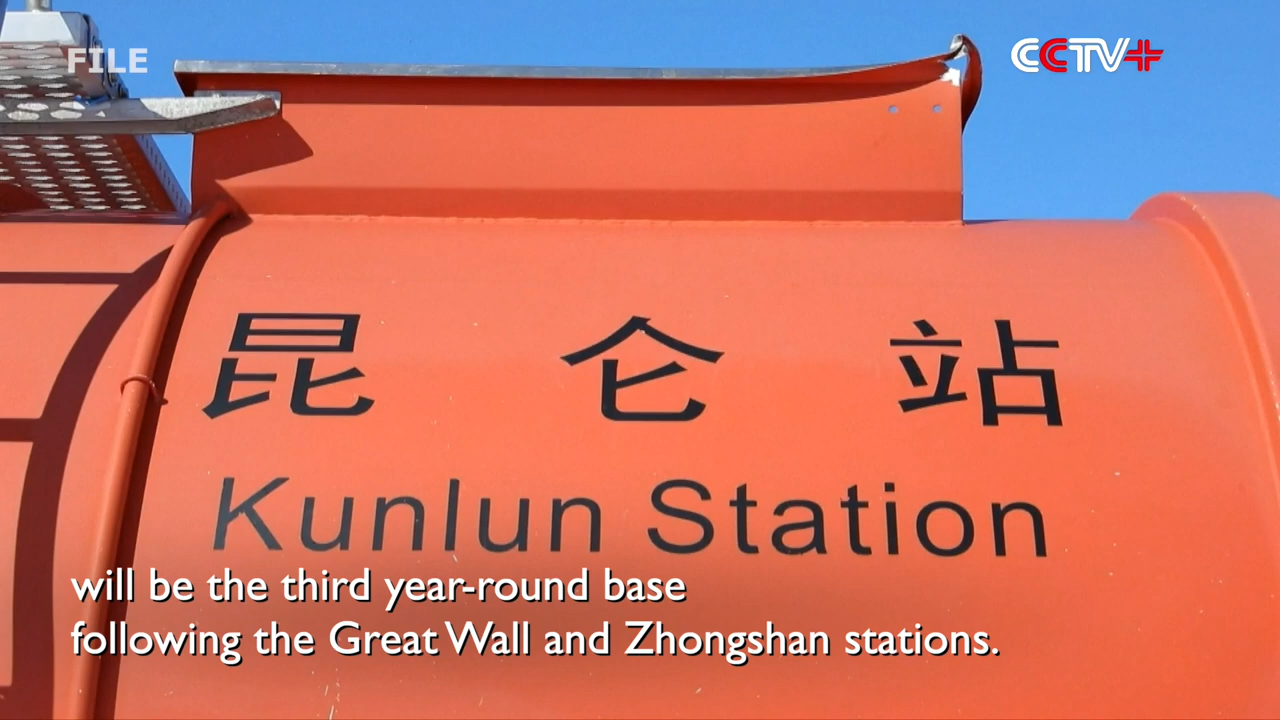 FILE
CCTV+
昆仑站
Kunlun Station
will be the third year-round base
following the Great Wall and Zhongshan stations.